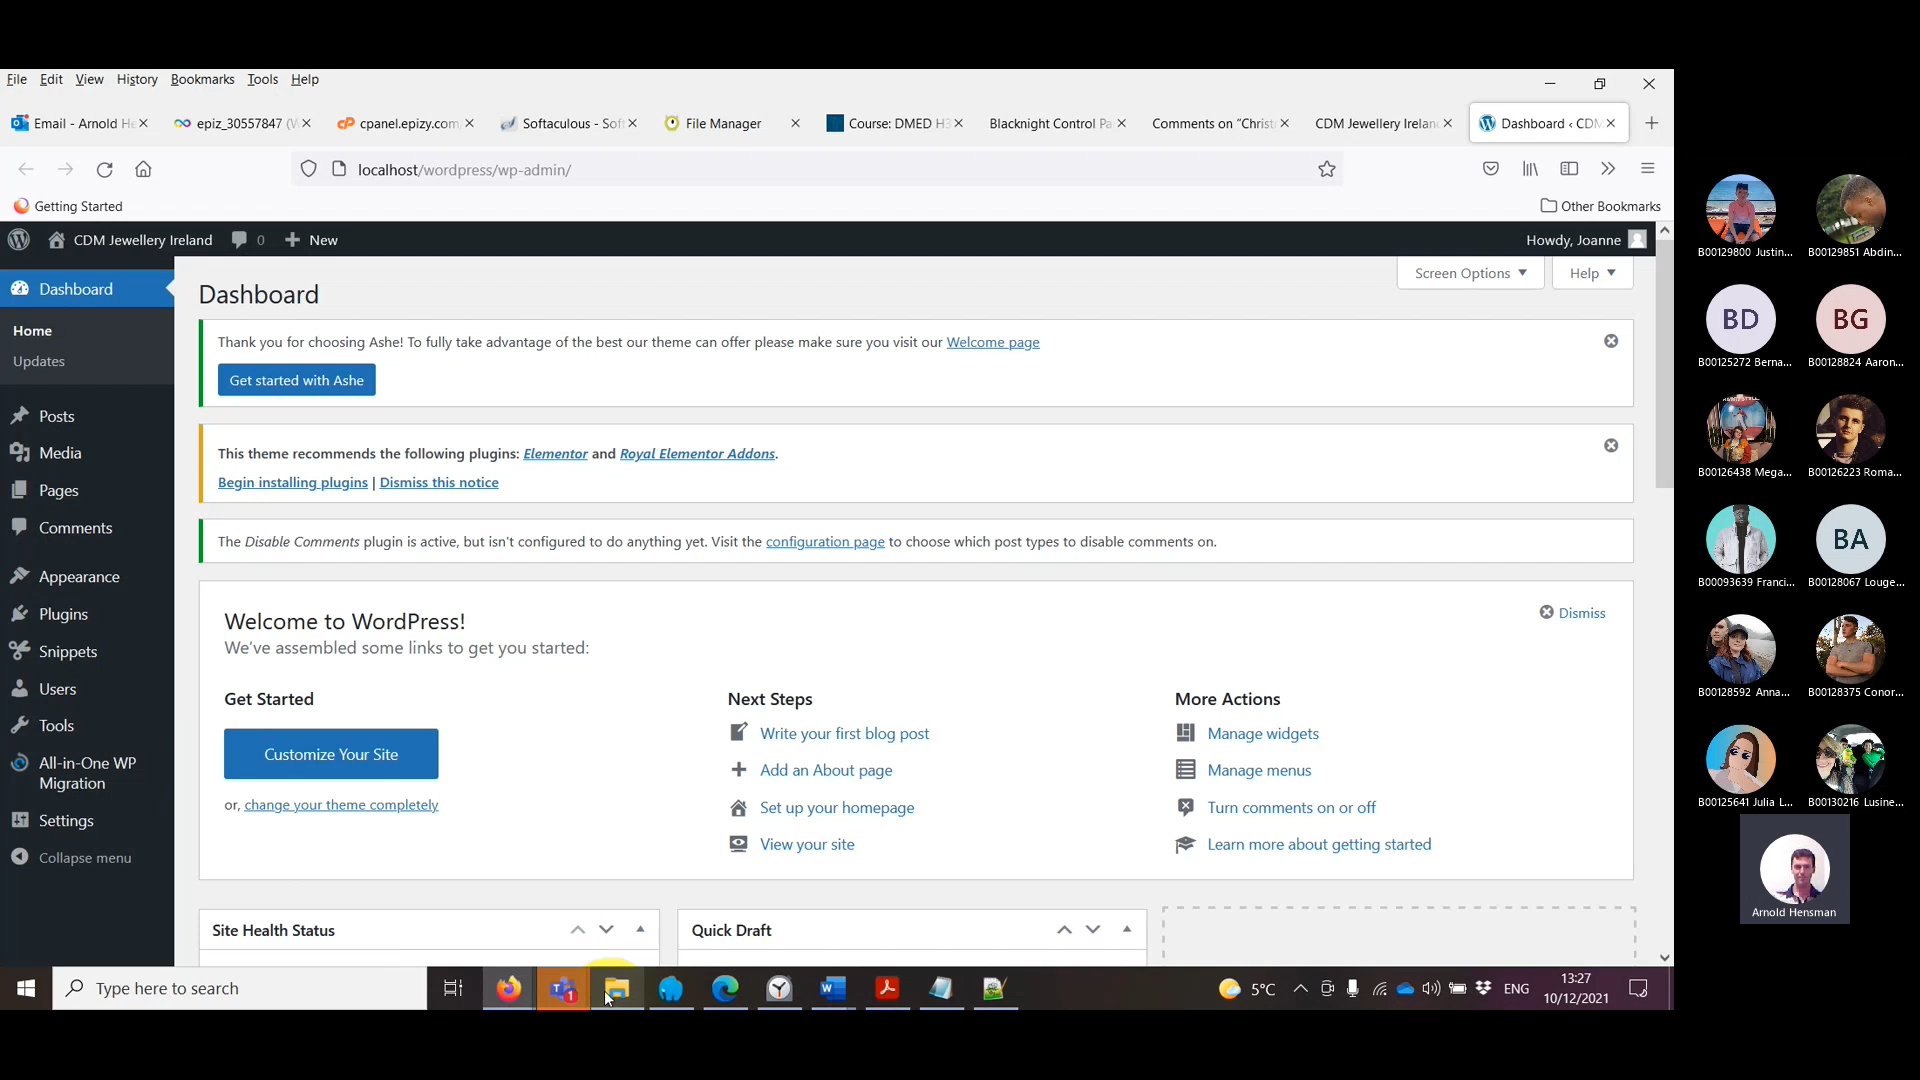 File Edit View History Bookmarks Tools Help
Email - Arnold He
epiz_30557847 (V
cpanel.epizy.com
Softaculous - Soft
File Manager
Course: DMED H3
Blacknight Control Pa
Comments on "Christ
CDM Jewellery Irelan
Dashboard ‹ CDM
localhost/wordpress/wp-admin/
Getting Started
Other Bookmarks
CDM Jewellery Ireland 0 New
Howdy, Joanne
Dashboard
Home
Updates
Posts
Media
Pages
Comments
Appearance
Plugins
Snippets
Users
Tools
All-in-One WP
Migration
Settings
Collapse menu
Screen Options
Help
Dashboard
Thank you for choosing Ashe! To fully take advantage of the best our theme can offer please make sure you visit our Welcome page
Get started with Ashe
This theme recommends the following plugins: Elementor and Royal Elementor Addons.
Begin installing plugins | Dismiss this notice
The Disable Comments plugin is active, but isn't configured to do anything yet. Visit the configuration page to choose which post types to disable comments on.
Welcome to WordPress!
Dismiss
We've assembled some links to get you started:
Get Started
Customize Your Site
or, change your theme completely
Next Steps
Write your first blog post
Add an About page
Set up your homepage
View your site
More Actions
Manage widgets
Manage menus
Turn comments on or off
Learn more about getting started
Site Health Status
Quick Draft
Type here to search
1
5°C
ENG
13:27
10/12/2021
B00129800 Justin...
B00129851 Abdin...
BD
BG
B00125272 Berna...
B00128824 Aaron...
B00126438 Mega...
B00126223 Roma...
BA
B00093639 Franci...
B00128067 Louge...
B00128592 Anna...
B00128375 Conor...
B00125641 Julia L...
B00130216 Lusine...
Arnold Hensman